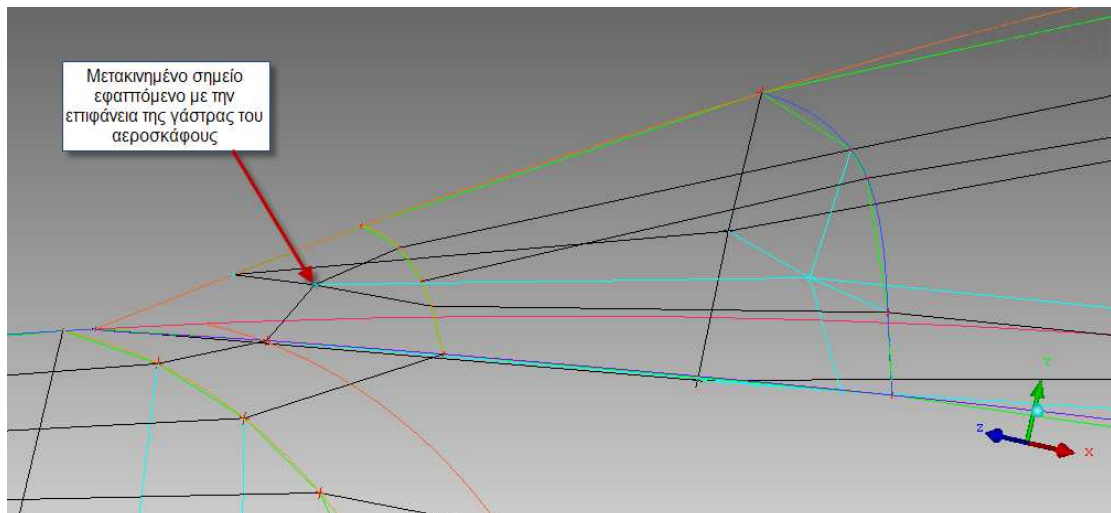 Μετακινημένο σημείο
εφαπτόμενο με την
επιφάνεια της γάστρας του
αεροσκάφους
Y
Z
X